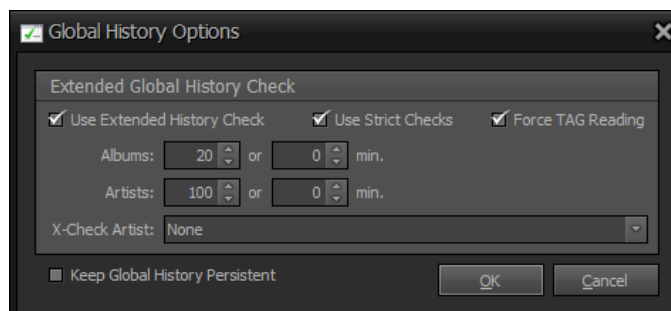 Global History Options
Extended Global History Check
Use Extended History Check Use Strict Checks Force TAG Reading
Albums: 20 or 0 min.
Artists: 100 or 0 min.
X-Check Artist: None
Keep Global History Persistent OK Cancel